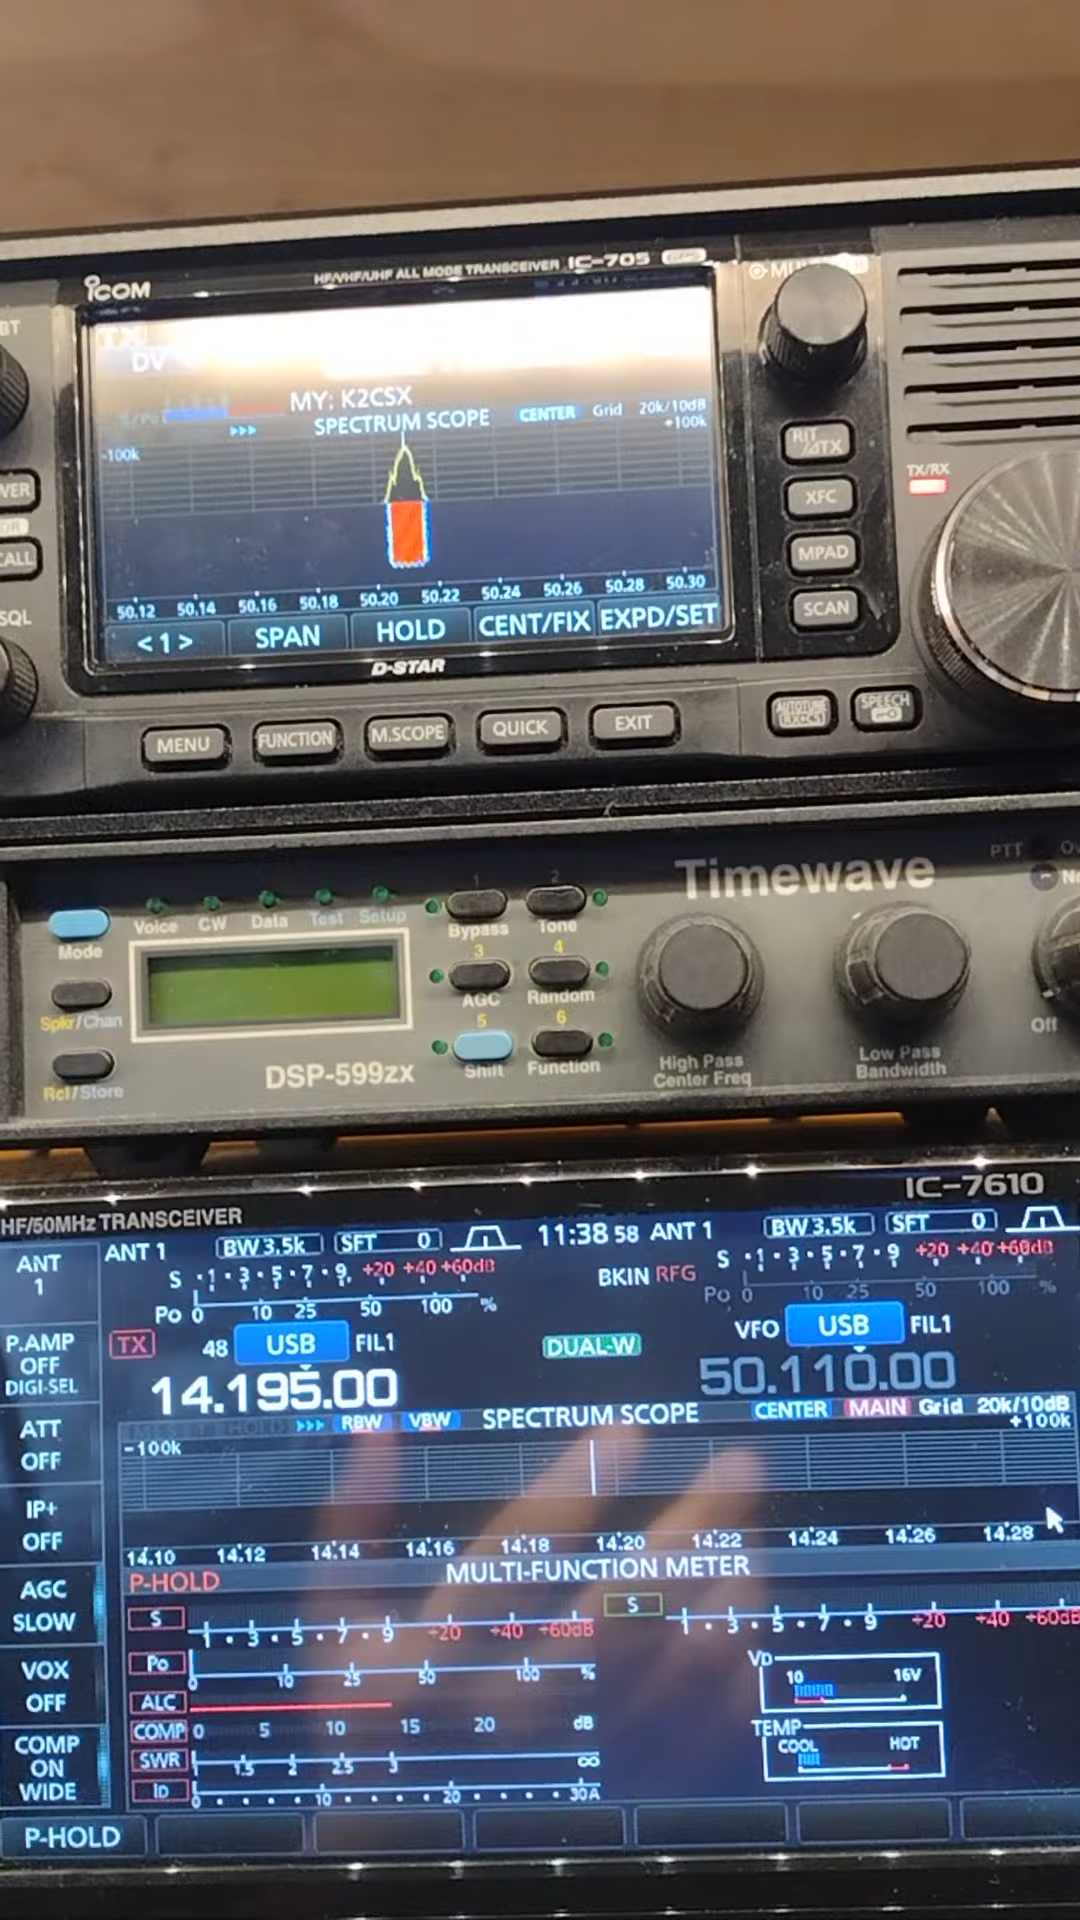 iCOM
HF/VHF/UHF ALL MODE TRANSCEIVER IC-705
BT
TX
DV
MY: K2CSX
SPECTRUM SCOPE CENTER Grid 20k/10dB
-100k
+100k
50.12 50.14 50.16 50.18 50.20 50.22 50.24 50.26 50.28 50.30
<1> SPAN HOLD CENT/FIX EXPD/SET
D-STAR
MENU FUNCTION M.SCOPE QUICK EXIT
XFC
MPAD
SCAN
TX/RX
AUTOTUNE
SPEECH
Timewave
PTT
Mode
Voice CW Data Test Setup
Spkr/Chan
Rcl/Store
DSP-599zx
1 2
Bypass Tone
3 4
AGC Random
5 6
Shift Function
High Pass
Center Freq
Low Pass
Bandwidth
Off
IC-7610
HF/50MHz TRANSCEIVER
ANT
1
P.AMP
OFF
DIGI-SEL
ATT
OFF
IP+
OFF
AGC
SLOW
VOX
OFF
COMP
ON
WIDE
P-HOLD
ANT 1 BW 3.5k SFT 0 11:38 58 ANT 1 BW 3.5k SFT 0
S 1 3 5 7 9 +20 +40 +60dB BKIN RFG S 1 3 5 7 9 +20 +40 +60dB
Po 0 10 25 50 100 % Po 0 10 25 50 100 %
TX 48 USB FIL1 DUAL-W VFO USB FIL1
14.195.00 50.110.00
RBW VBW SPECTRUM SCOPE CENTER MAIN Grid 20k/10dB
-100k +100k
14.10 14.12 14.14 14.16 14.18 14.20 14.22 14.24 14.26 14.28
P-HOLD MULTI-FUNCTION METER
S 1 3 5 7 9 +20 +40 +60dB S 1 3 5 7 9 +20 +40 +60dB
Po 0 10 25 50 100 %
ALC
COMP 0 5 10 15 20 dB
SWR 1 1.5 2 2.5 3 ∞
ID 0 10 20 30A
VD 10 16V
TEMP COOL HOT